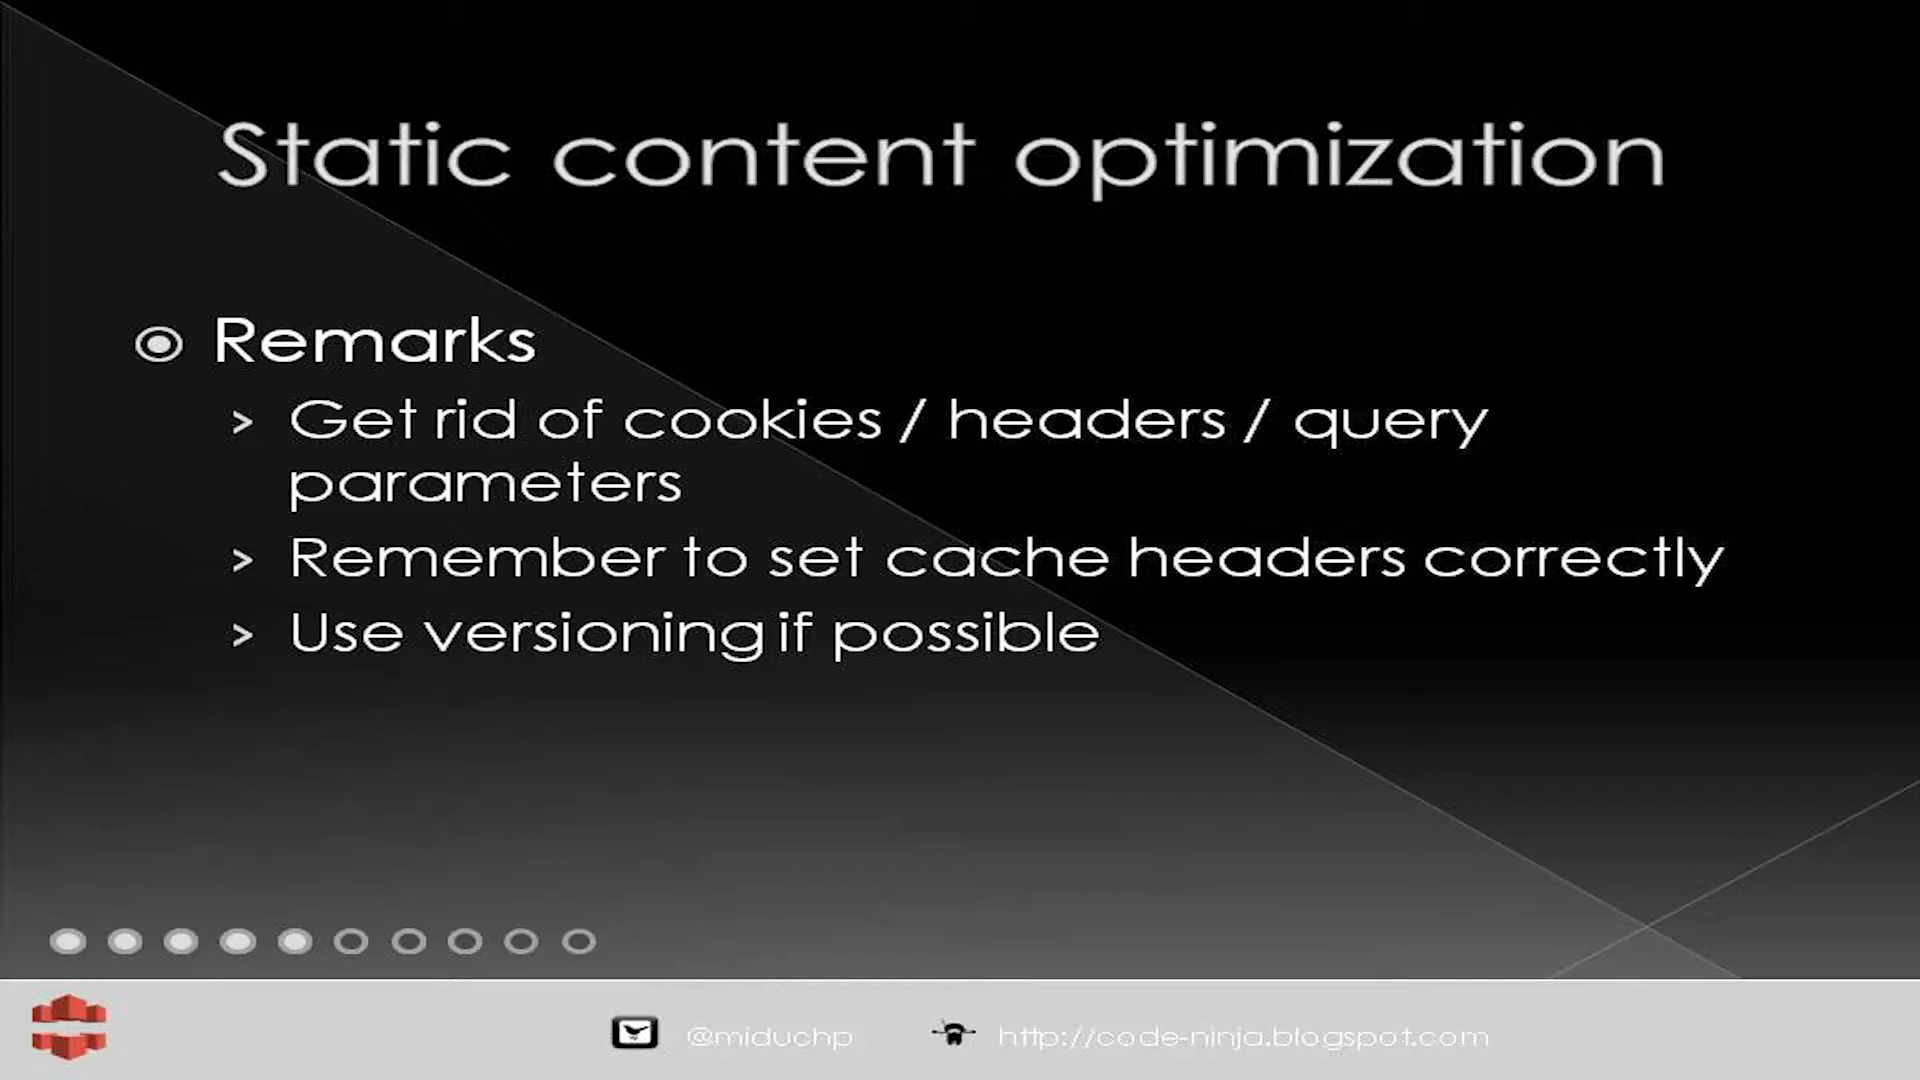 Static content optimization
Remarks
> Get rid of cookies / headers / query
parameters
> Remember to set cache headers correctly
> Use versioning if possible
@miduchp
http://code-ninja.blogspot.com